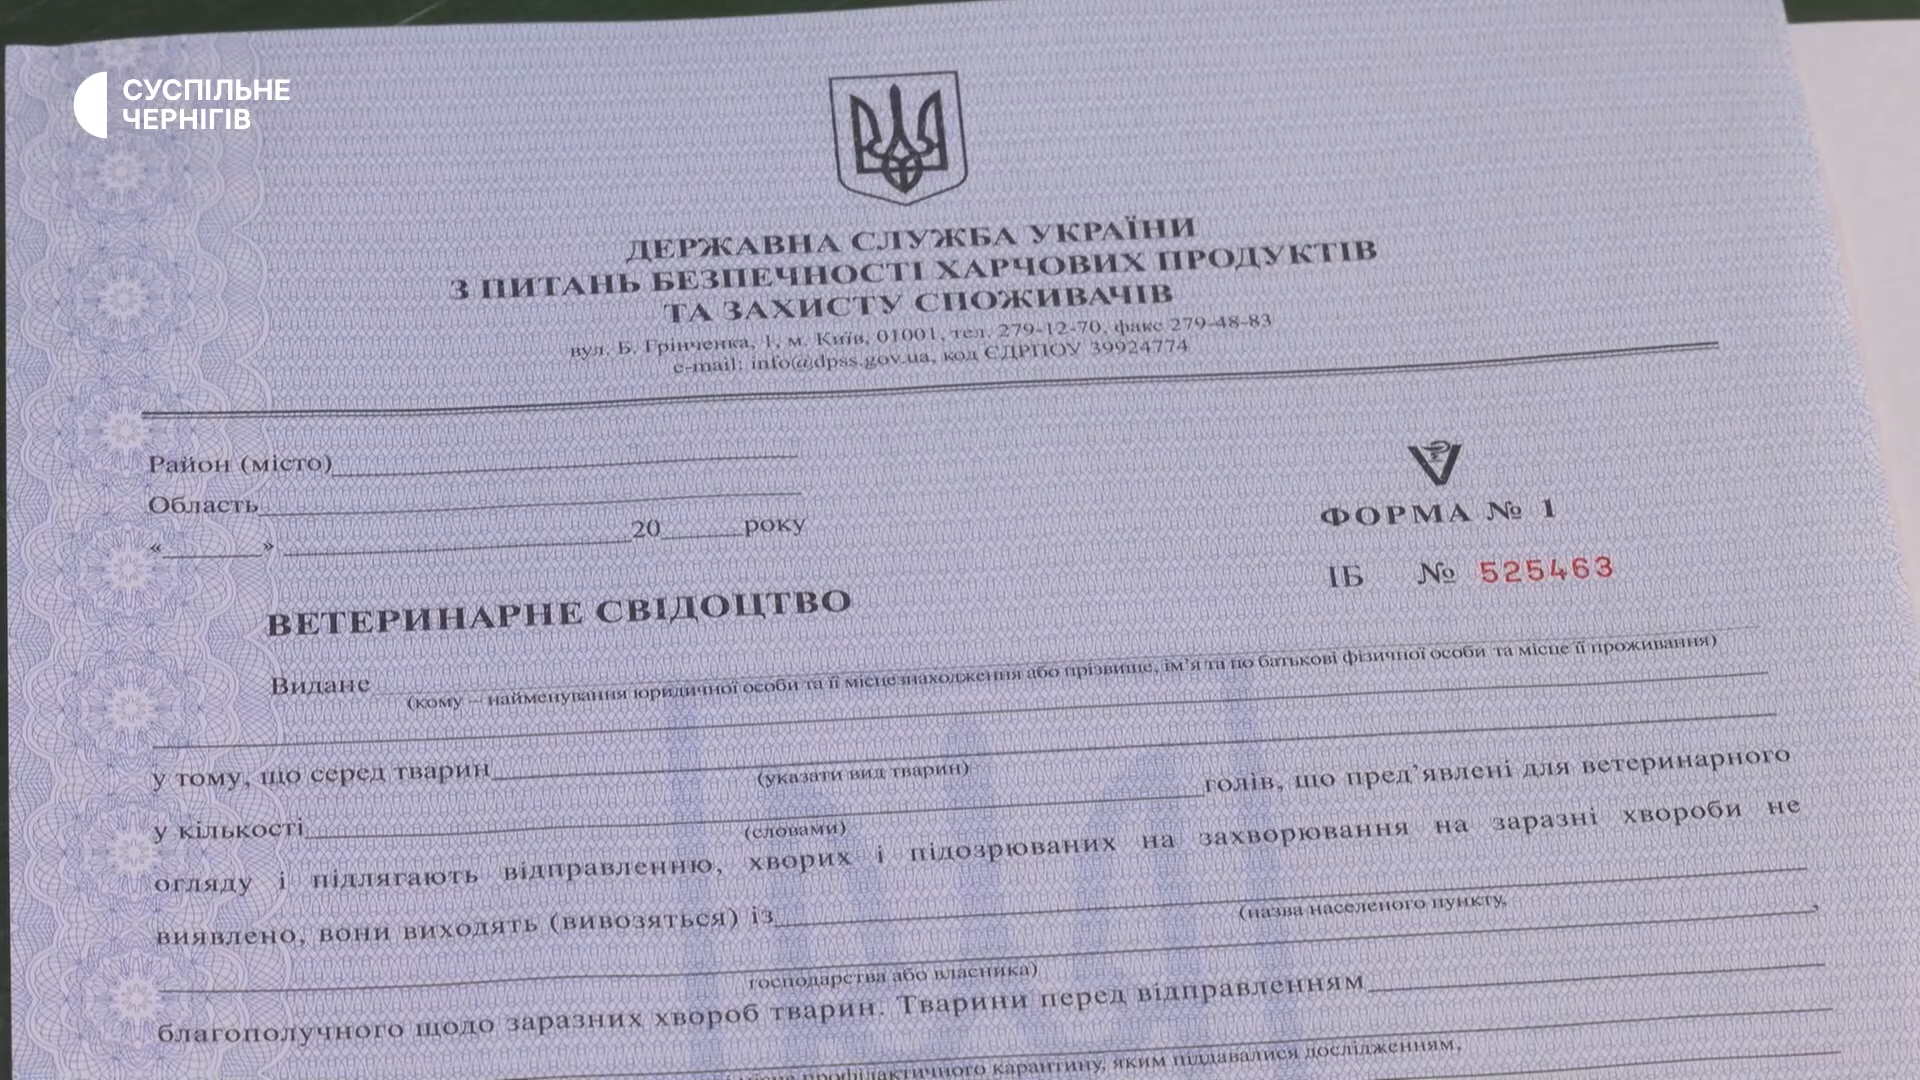 СУСПІЛЬНЕ
ЧЕРНІГІВ
ДЕРЖАВНА СЛУЖБА УКРАЇНИ
З ПИТАНЬ БЕЗПЕЧНОСТІ ХАРЧОВИХ ПРОДУКТІВ
ТА ЗАХИСТУ СПОЖИВАЧІВ
вул. Б. Грінченка, 1, м. Київ, 01001, тел. 279-12-70, факс 279-48-83
e-mail: info@dpss.gov.ua, код ЄДРПОУ 39924774
Район (місто)
Область
« » 20 року
ФОРМА № 1
ІБ № 525463
ВЕТЕРИНАРНЕ СВІДОЦТВО
Видане
(кому – найменування юридичної особи та її місцезнаходження або прізвище, ім’я та по батькові фізичної особи та місце її проживання)
у тому, що серед тварин
(указати вид тварин)
у кількості голів, що пред’явлені для ветеринарного
(словами)
огляду і підлягають відправленню, хворих і підозрюваних на захворювання на заразні хвороби не
виявлено, вони виходять (вивозяться) із
(назва населеного пункту,
господарства або власника)
благополучного щодо заразних хвороб тварин. Тварини перед відправленням
профілактичного карантину, яким піддавалися дослідженням,